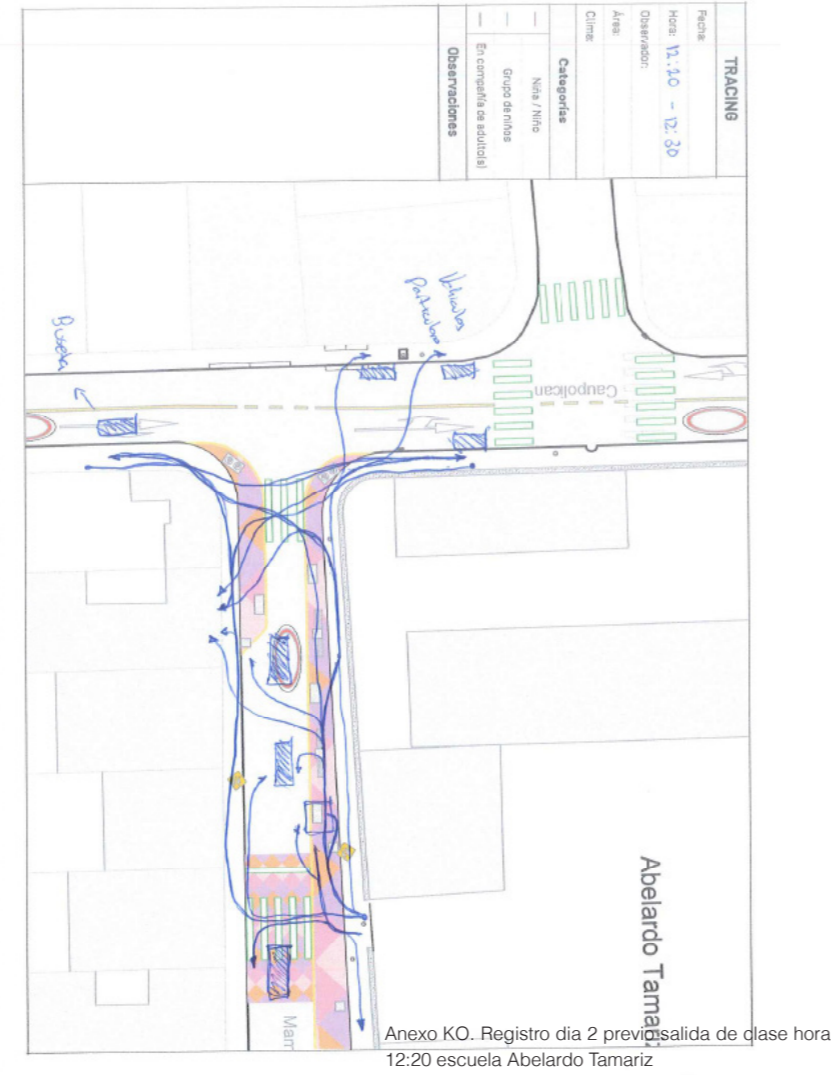 TRACING
Fecha:
Hora: 12:20 - 12:30
Observador:
Área:
Clima:
Categorías
Niña / Niño
Grupo de niños
En compañía de adulto(s)
Observaciones
Vehiculos
Particulares
Buseta
Caupolican
Abelardo Tamariz
Mam
Anexo KO. Registro dia 2 previo salida de clase hora
12:20 escuela Abelardo Tamariz